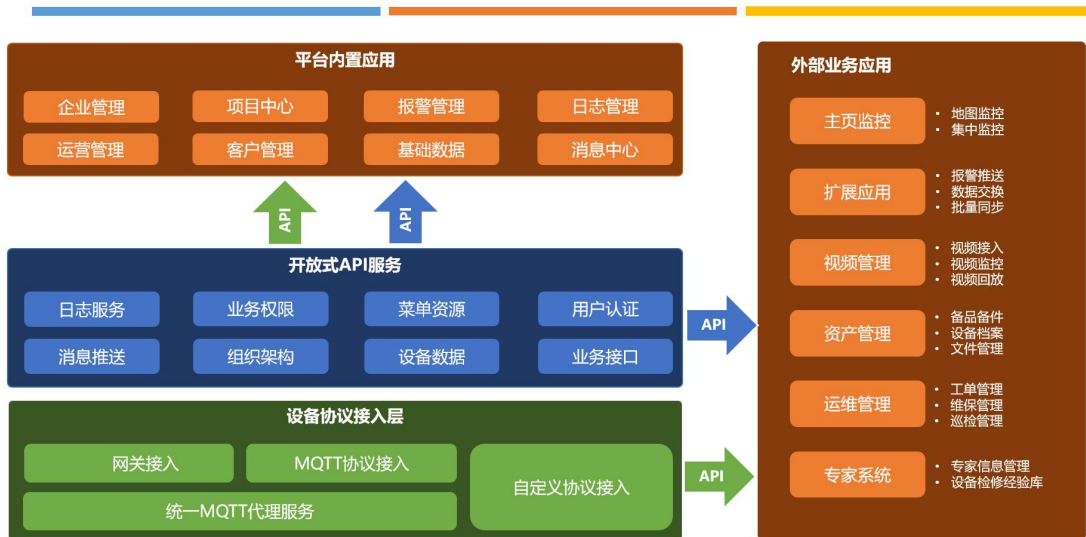 平台内置应用
企业管理
项目中心
报警管理
日志管理
运营管理
客户管理
基础数据
消息中心
API
API
开放式API服务
日志服务
业务权限
菜单资源
用户认证
消息推送
组织架构
设备数据
业务接口
API
设备协议接入层
网关接入
MQTT协议接入
自定义协议接入
统一MQTT代理服务
API
外部业务应用
主页监控
• 地图监控
• 集中监控
扩展应用
• 报警推送
• 数据交换
• 批量同步
视频管理
• 视频接入
• 视频监控
• 视频回放
资产管理
• 备品备件
• 设备档案
• 文件管理
运维管理
• 工单管理
• 维保管理
• 巡检管理
专家系统
• 专家信息管理
• 设备检修经验库